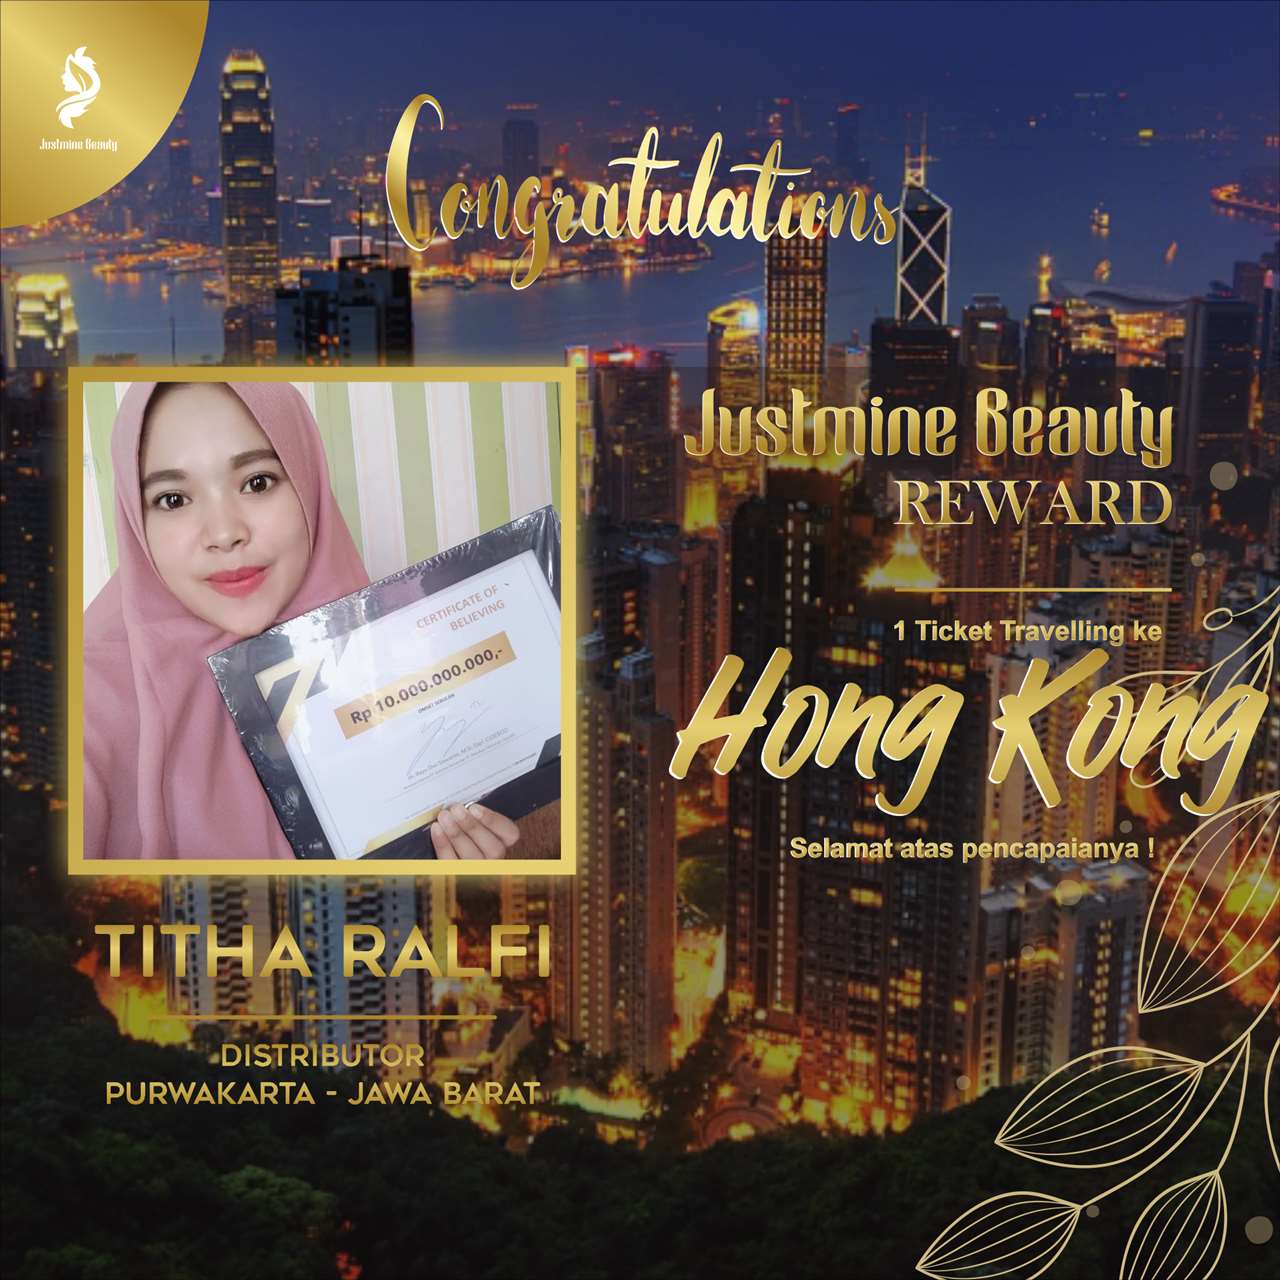 Justmine Beauty
Congratulations
Justmine Beauty
REWARD
1 Ticket Travelling ke
Hong Kong
Selamat atas pencapaianya !
CERTIFICATE OF
BELIEVING
Rp 10.000.000.000,-
TITHA RALFI
DISTRIBUTOR
PURWAKARTA - JAWA BARAT